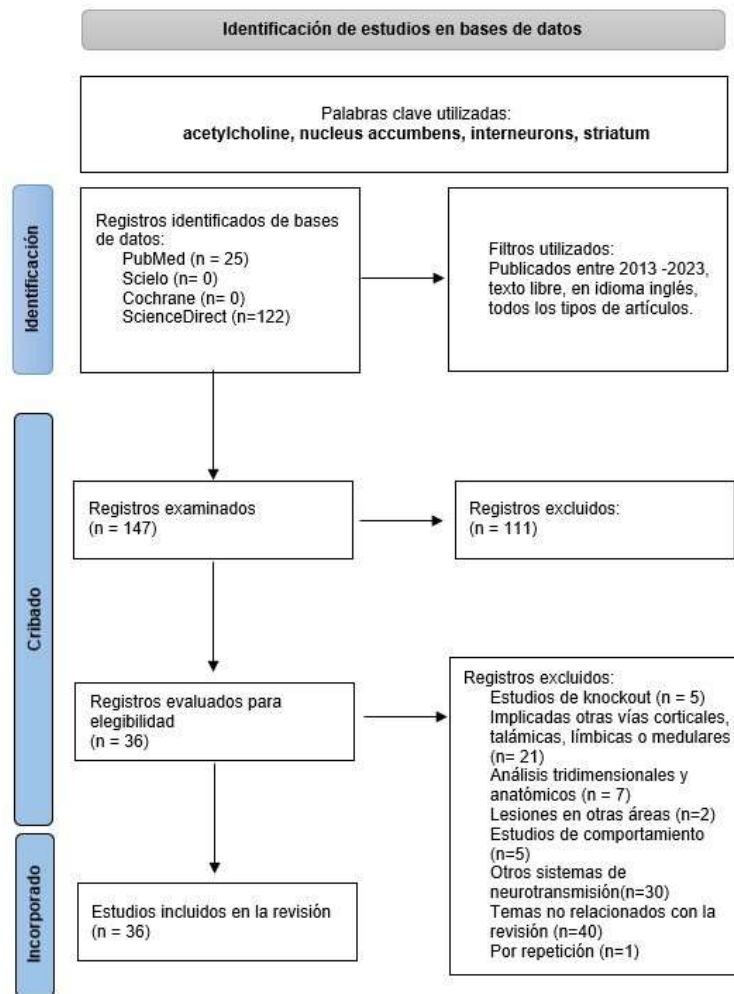 Identificación de estudios en bases de datos
Palabras clave utilizadas:
acetylcholine, nucleus accumbens, interneurons, striatum
Identificación
Registros identificados de bases
de datos:
PubMed (n = 25)
Scielo (n= 0)
Cochrane (n= 0)
ScienceDirect (n=122)
Filtros utilizados:
Publicados entre 2013 -2023,
texto libre, en idioma inglés,
todos los tipos de artículos.
Cribado
Registros examinados
(n = 147)
Registros excluidos:
(n = 111)
Registros evaluados para
elegibilidad
(n = 36)
Registros excluidos:
Estudios de knockout (n = 5)
Implicadas otras vías corticales,
talámicas, límbicas o medulares
(n= 21)
Análisis tridimensionales y
anatómicos (n = 7)
Lesiones en otras áreas (n=2)
Estudios de comportamiento
(n=5)
Otros sistemas de
neurotransmisión(n=30)
Temas no relacionados con la
revisión (n=40)
Por repetición (n=1)
Incorporado
Estudios incluidos en la revisión
(n = 36)